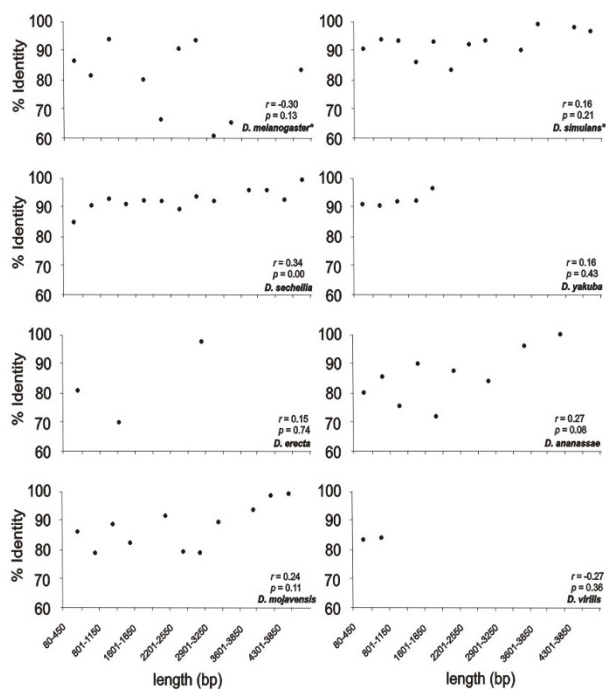 % Identity
100
90
80
70
60
r = -0.30
p = 0.13
D. melanogaster*
100
90
80
70
60
r = 0.16
p = 0.21
D. simulans*
% Identity
100
90
80
70
60
r = 0.34
p = 0.00
D. sechellia
100
90
80
70
60
r = 0.16
p = 0.43
D. yakuba
% Identity
100
90
80
70
60
r = 0.15
p = 0.74
D. erecta
100
90
80
70
60
r = 0.27
p = 0.08
D. ananassae
% Identity
100
90
80
70
60
r = 0.24
p = 0.11
D. mojavensis
100
90
80
70
60
r = -0.27
p = 0.36
D. virilis
80-450
801-1150
1601-1650
2201-2550
2901-3250
3601-3850
4301-3850
length (bp)
80-450
801-1150
1601-1650
2201-2550
2901-3250
3601-3850
4301-3850
length (bp)